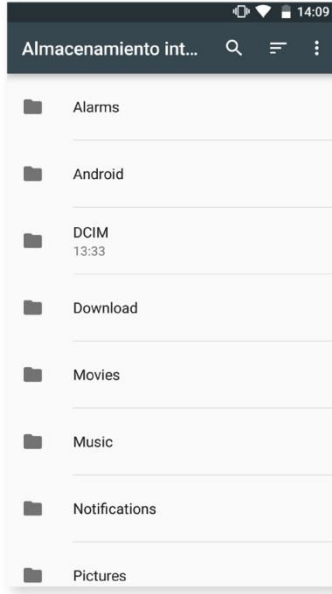 14:09
Almacenamiento int...
Alarms
Android
DCIM
13:33
Download
Movies
Music
Notifications
Pictures